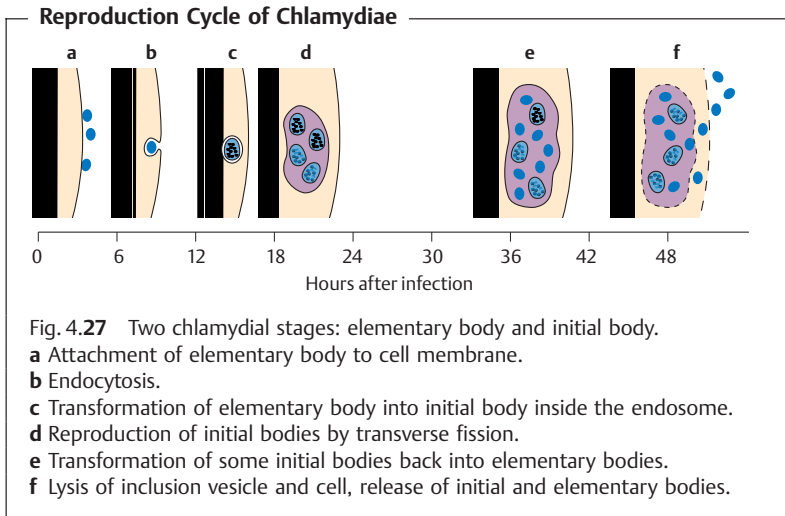 Reproduction Cycle of Chlamydiae
a b c d e f
0 6 12 18 24 30 36 42 48
Hours after infection
Fig. 4.27 Two chlamydial stages: elementary body and initial body.
a Attachment of elementary body to cell membrane.
b Endocytosis.
c Transformation of elementary body into initial body inside the endosome.
d Reproduction of initial bodies by transverse fission.
e Transformation of some initial bodies back into elementary bodies.
f Lysis of inclusion vesicle and cell, release of initial and elementary bodies.